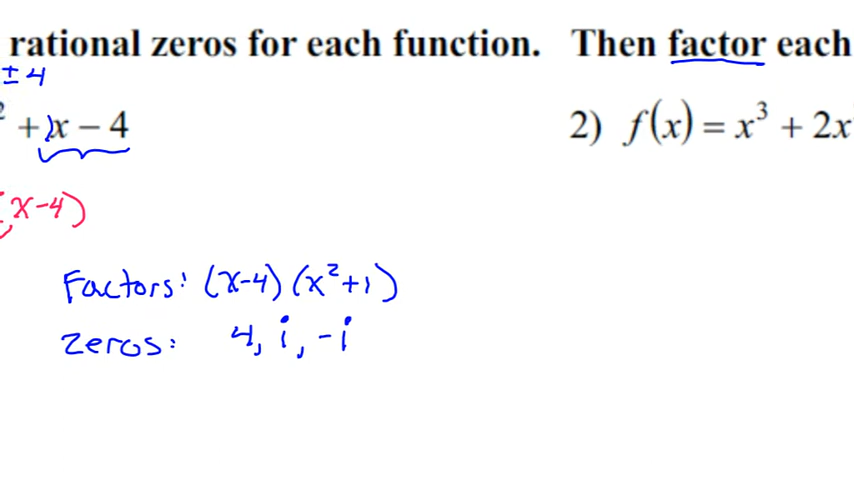 rational zeros for each function. Then factor each
± 4
2 + x − 4
2) f(x) = x³ + 2x
(x-4)
Factors: (x-4) (x²+1)
zeros: 4, i, -i